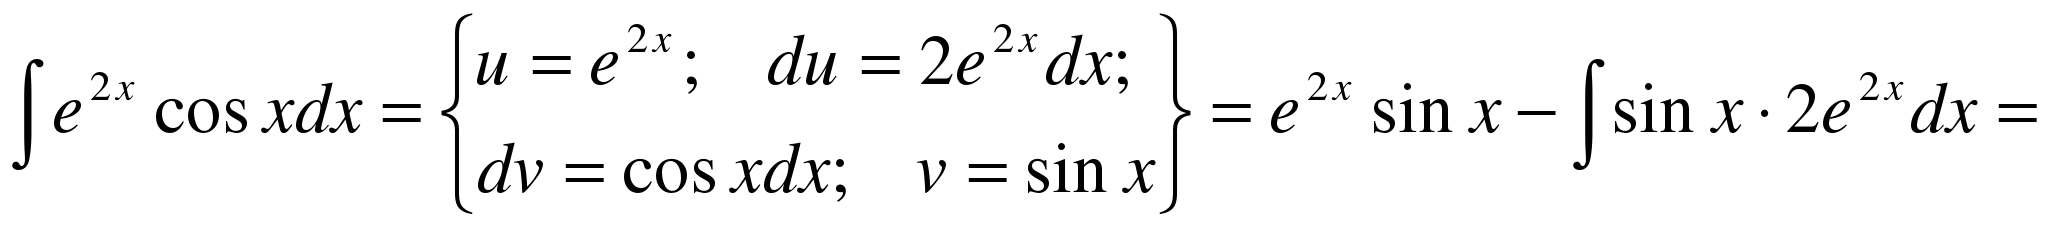 ∫e^{2x} cos xdx = { u = e^{2x}; du = 2e^{2x}dx; dv = cos xdx; v = sin x } = e^{2x} sin x − ∫sin x · 2e^{2x}dx =